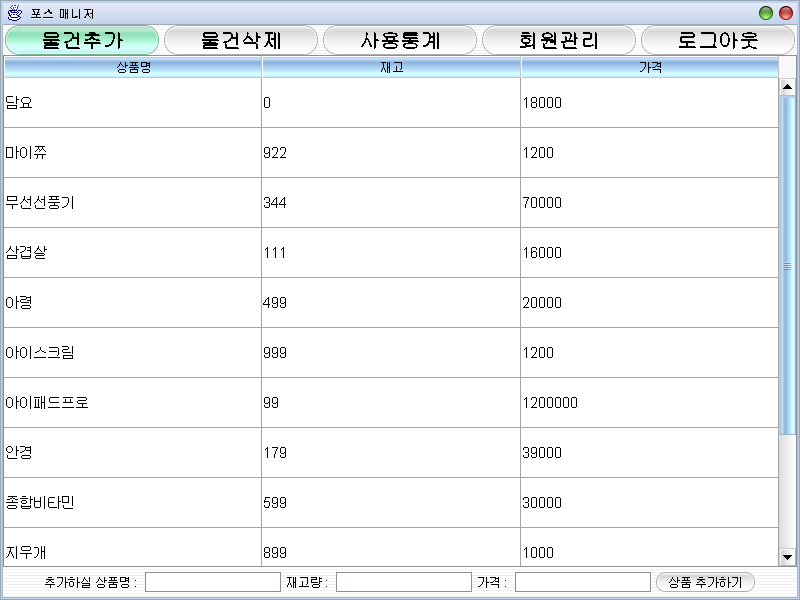 포스 매니저
물건추가 물건삭제 사용통계 회원관리 로그아웃
상품명 재고 가격
담요 0 18000
마이쮸 922 1200
무선선풍기 344 70000
삼겹살 111 16000
아령 499 20000
아이스크림 999 1200
아이패드프로 99 1200000
안경 179 39000
종합비타민 599 30000
지우개 899 1000
추가하실 상품명 : 재고량 : 가격 : 상품 추가하기